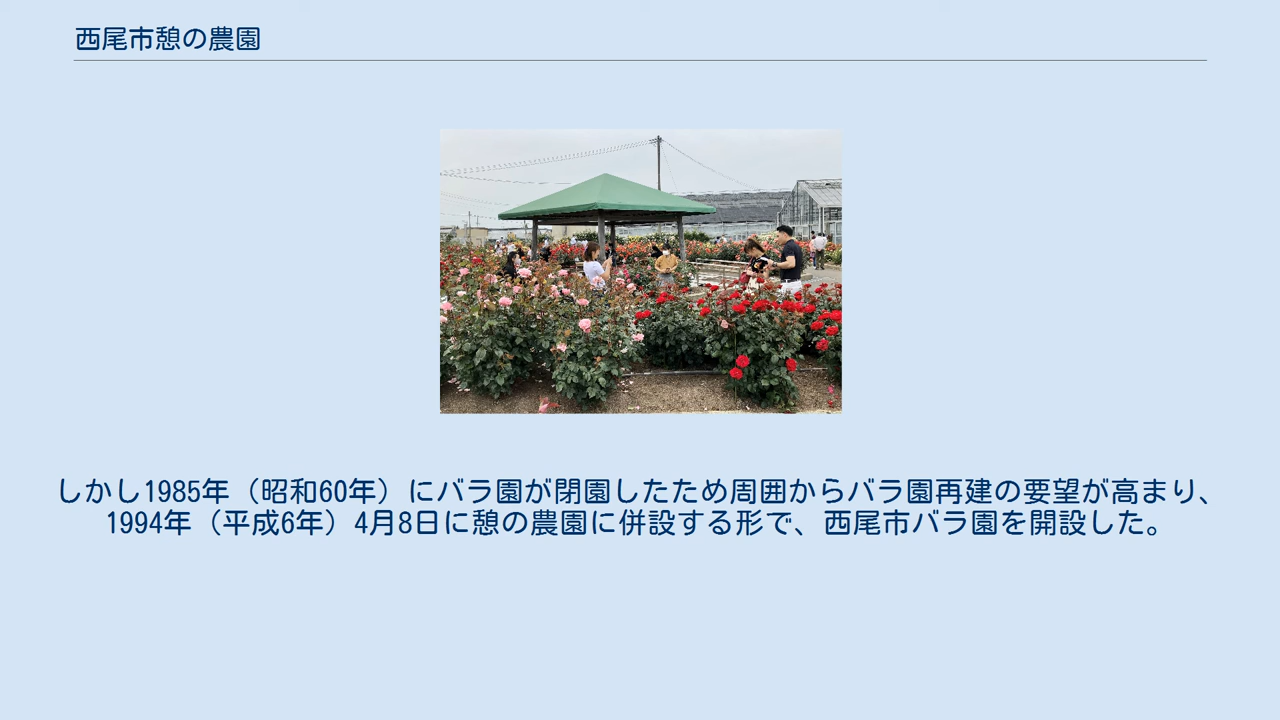 西尾市憩の農園
しかし1985年（昭和60年）にバラ園が閉園したため周囲からバラ園再建の要望が高まり、
1994年（平成6年）4月8日に憩の農園に併設する形で、西尾市バラ園を開設した。